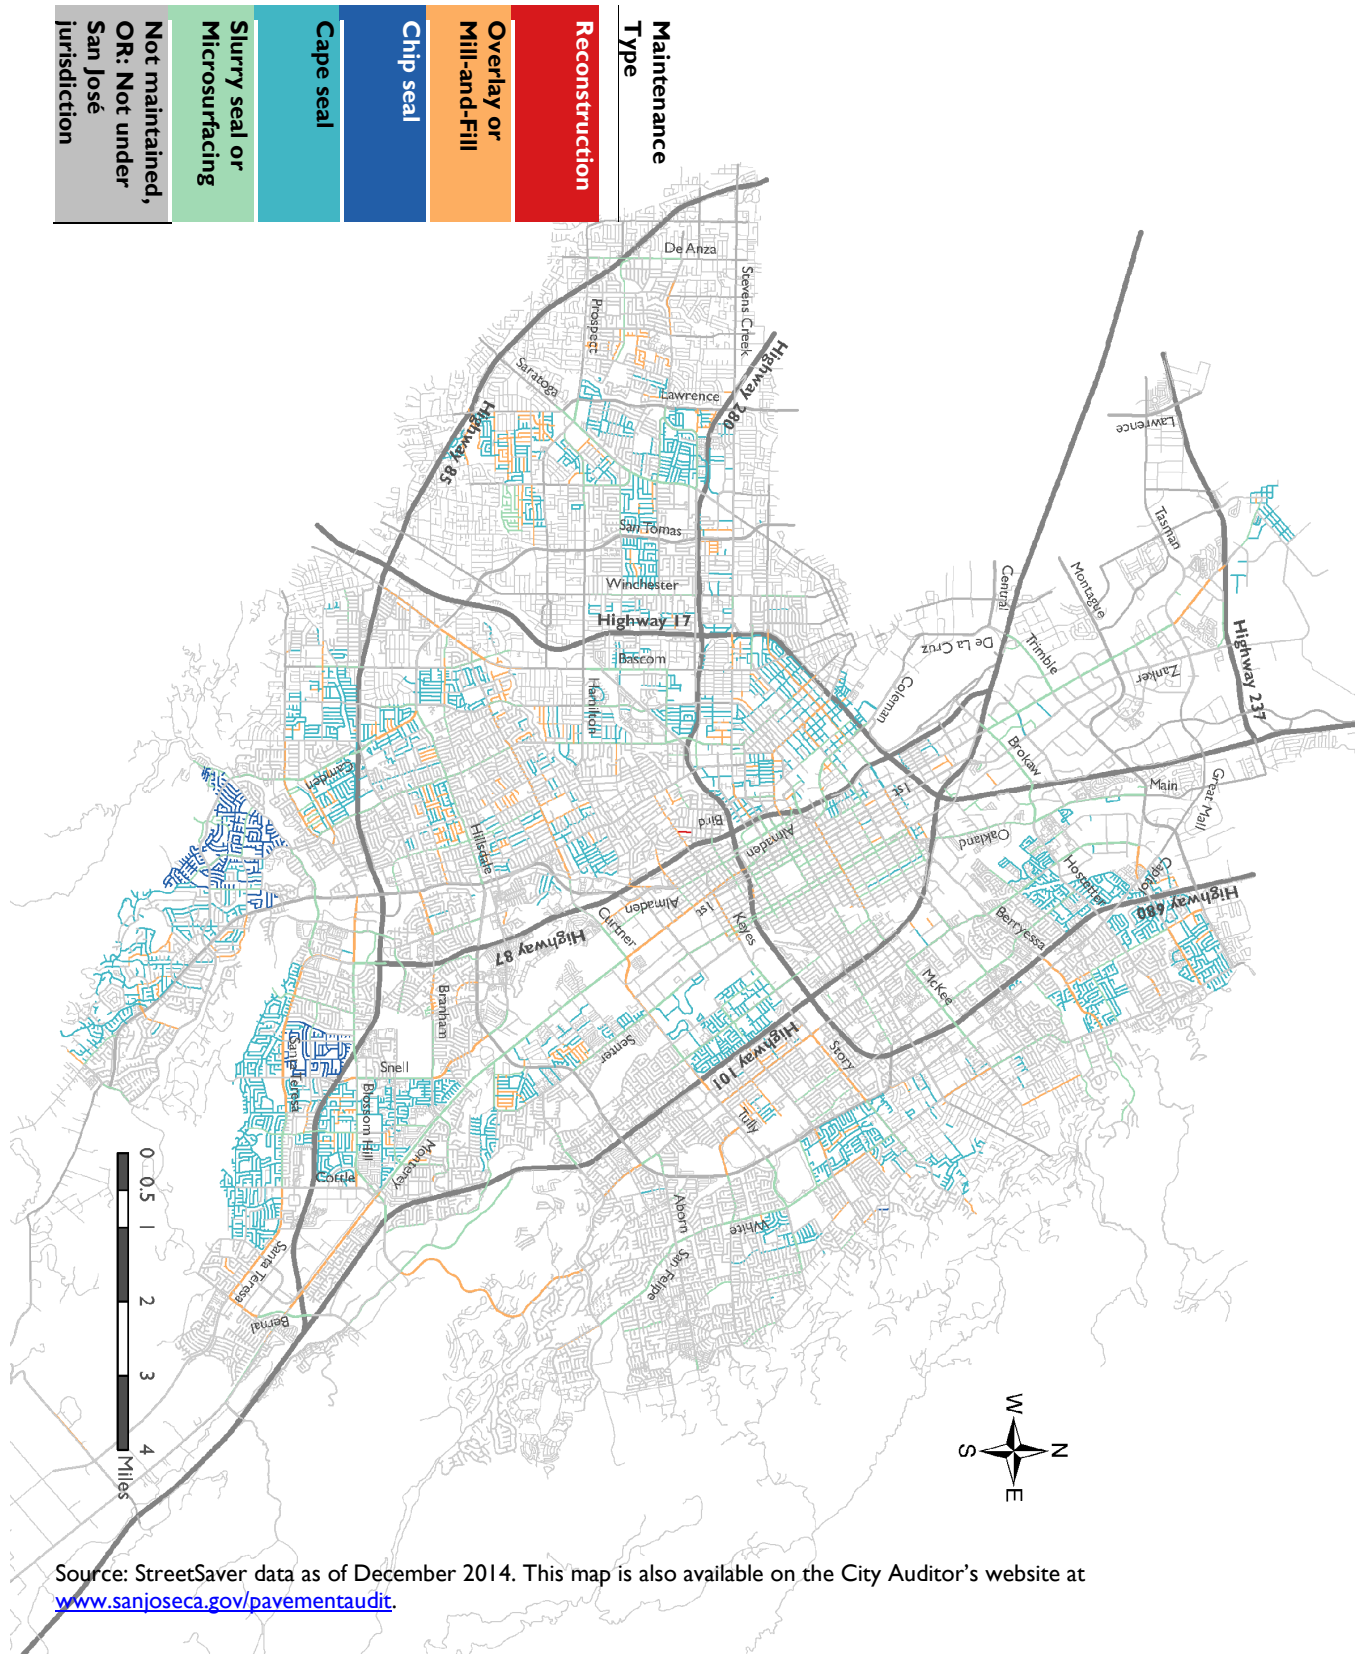 Maintenance
Type
Reconstruction
Overlay or
Mill-and-Fill
Chip seal
Cape seal
Slurry seal or
Microsurfacing
Not maintained,
OR: Not under
San José
jurisdiction
De Anza
Stevens Creek
Prospect
Highway 280
Saratoga
Lawrence
Lawrence
Highway 85
Tasman
San Tomas
Winchester
Central
Montague
Highway 17
De La Cruz
Trimble
Highway 237
Bascom
Zanker
Hamilton
Coleman
Brokaw
Camden
Main
Great Mall
1st
Bird
Almaden
Oakland
Hillsdale
Hostetter
Capitol
Highway 680
Almaden
1st
Keyes
Curtner
Berryessa
Highway 87
McKee
Branham
Senter
Highway 101
Story
Santa Teresa
Snell
Blossom Hill
Tully
Monterey
Cottle
Aborn
White
San Felipe
Santa Teresa
Bernal
0 0.5 1 2 3 4
Miles
W
N
S
E
Source: StreetSaver data as of December 2014. This map is also available on the City Auditor’s website at
www.sanjoseca.gov/pavementaudit.